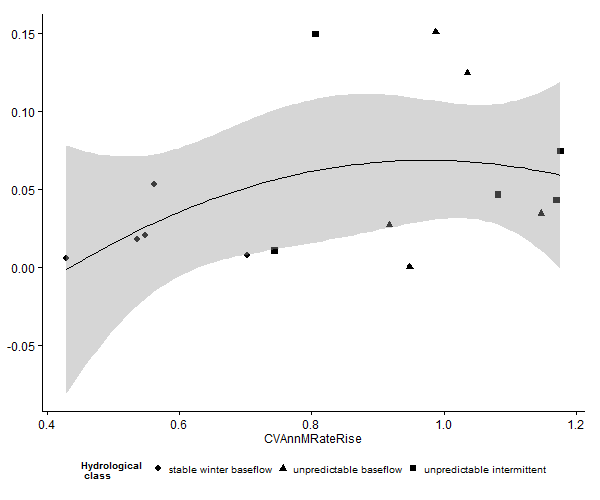 0.15
0.10
0.05
0.00
-0.05
0.4 0.6 0.8 1.0 1.2
CVAnnMRateRise
Hydrological
class
stable winter baseflow unpredictable baseflow unpredictable intermittent